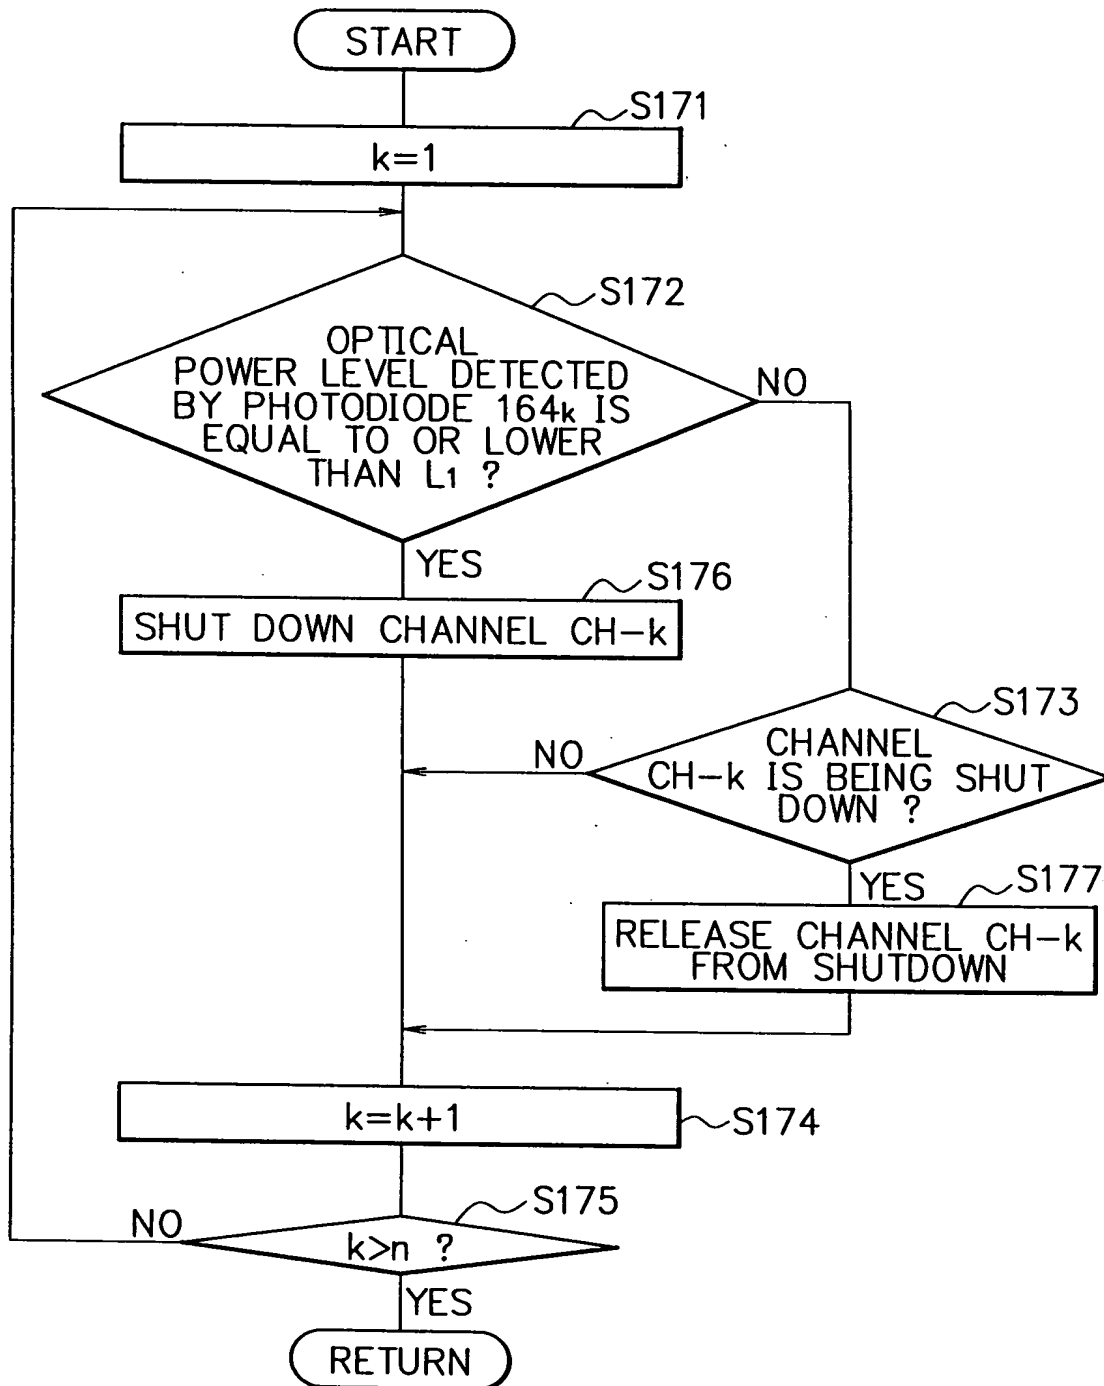 START
S171
k=1
S172
OPTICAL
POWER LEVEL DETECTED
BY PHOTODIODE 164k IS
EQUAL TO OR LOWER
THAN L1 ?
NO
YES
S176
SHUT DOWN CHANNEL CH-k
S173
CHANNEL
CH-k IS BEING SHUT
DOWN ?
NO
YES
S177
RELEASE CHANNEL CH-k
FROM SHUTDOWN
k=k+1
S174
S175
k>n ?
NO
YES
RETURN